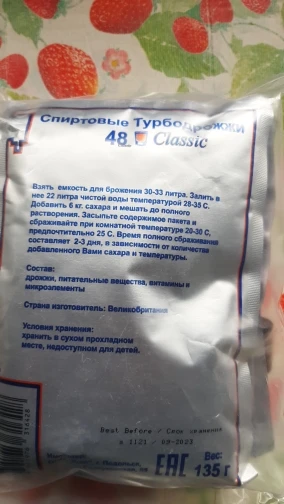 Спиртовые Турбодрожжи
48 Classic
Взять емкость для брожения 30-33 литра. Залить в
нее 22 литра чистой воды температурой 28-35 С.
Добавить 6 кг. сахара и мешать до полного
растворения. Засыпьте содержимое пакета и
сбраживайте при комнатной температуре 20-30 С,
предпочтительно 25 С. Время полного сбраживания
составляет 2-3 дня, в зависимости от количества
добавленного Вами сахара и температуры.
Состав:
дрожжи, питательные вещества, витамины и
микроэлементы
Страна изготовитель: Великобритания
Условия хранения:
хранить в сухом прохладном
месте, недоступном для детей.
Best Before / Срок хранения
1121 / 09-2023
EAC
Вес:
135 г